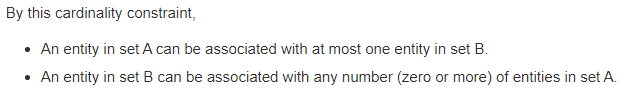 By this cardinality constraint,
• An entity in set A can be associated with at most one entity in set B.
• An entity in set B can be associated with any number (zero or more) of entities in set A.